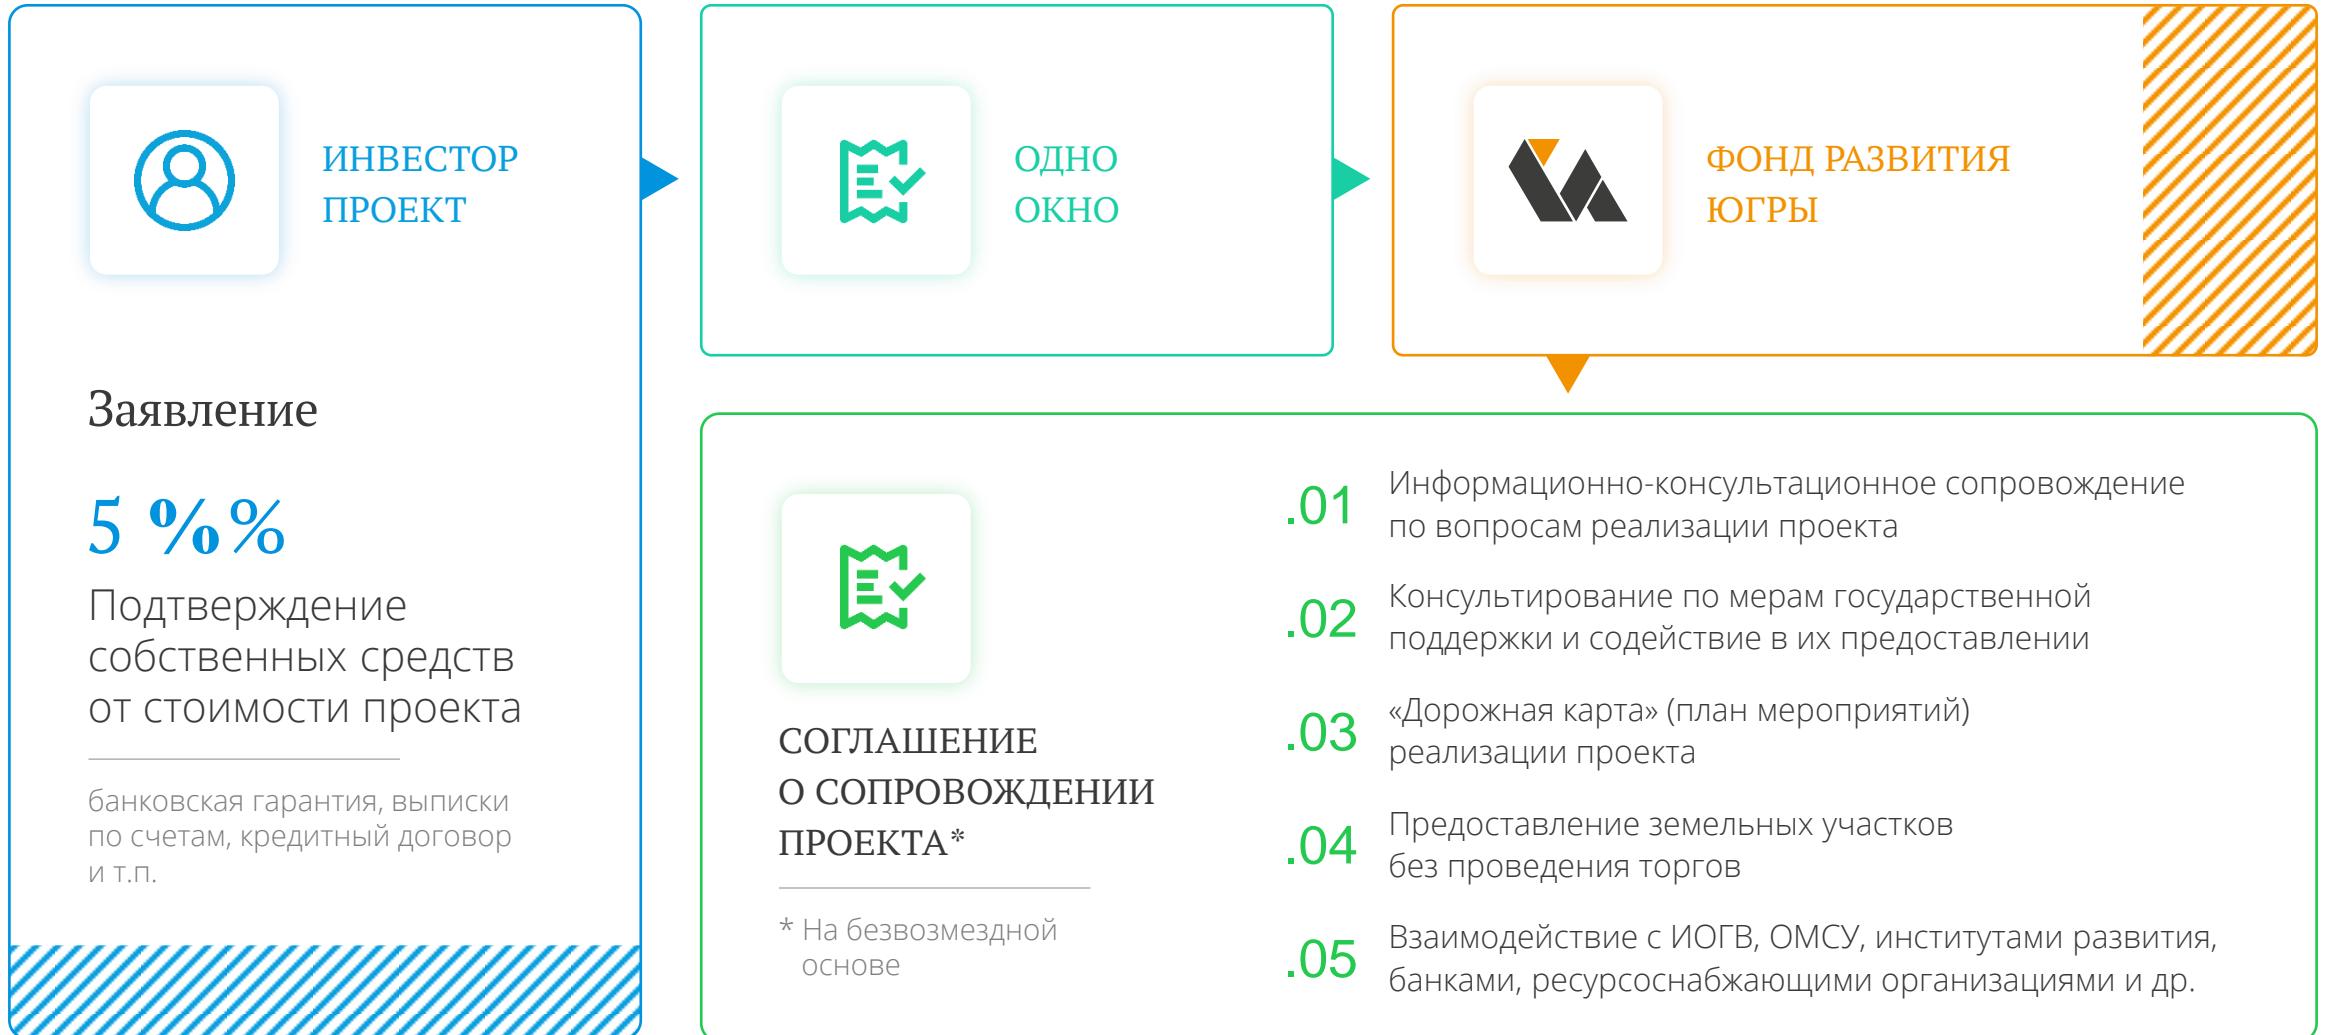 ИНВЕСТОР
ПРОЕКТ
Заявление
5 %%
Подтверждение
собственных средств
от стоимости проекта
банковская гарантия, выписки
по счетам, кредитный договор
и т.п.
ОДНО
ОКНО
ФОНД РАЗВИТИЯ
ЮГРЫ
СОГЛАШЕНИЕ
О СОПРОВОЖДЕНИИ
ПРОЕКТА*
* На безвозмездной
основе
.01 Информационно-консультационное сопровождение
по вопросам реализации проекта
.02 Консультирование по мерам государственной
поддержки и содействие в их предоставлении
.03 «Дорожная карта» (план мероприятий)
реализации проекта
.04 Предоставление земельных участков
без проведения торгов
.05 Взаимодействие с ИОГВ, ОМСУ, институтами развития,
банками, ресурсоснабжающими организациями и др.